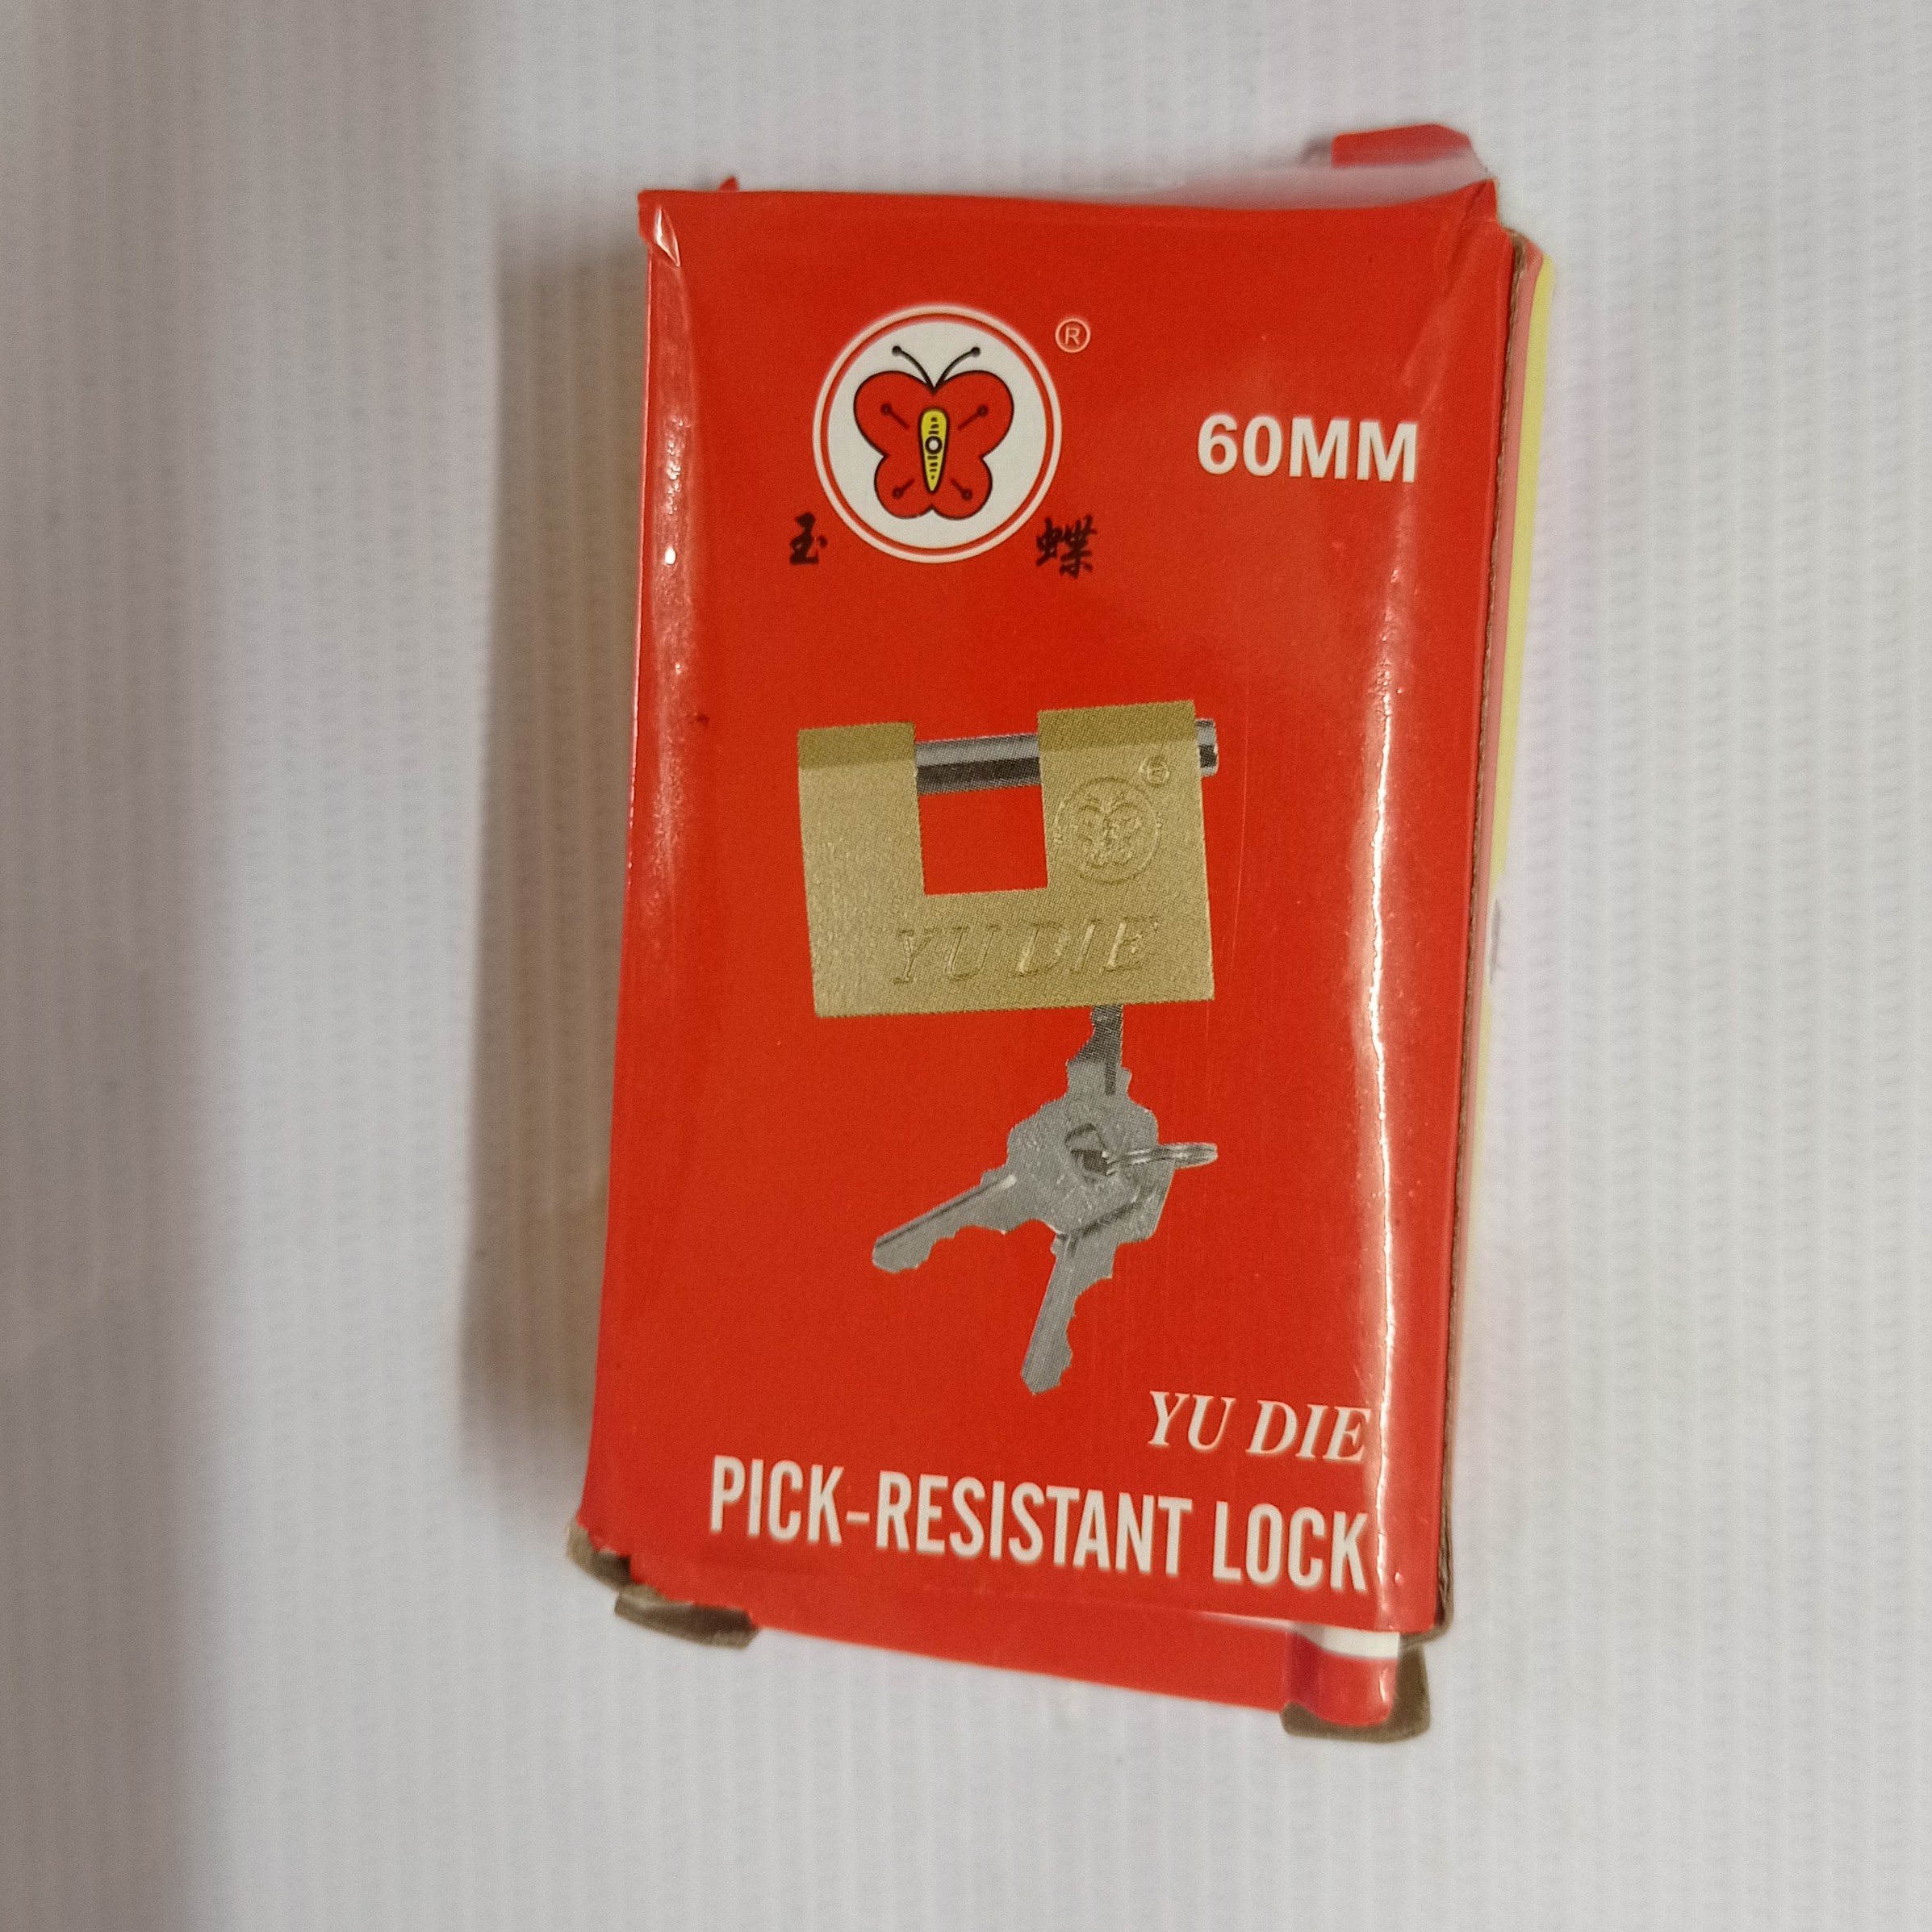 ®
60MM
玉 蝶
®
YU DIE
YU DIE
PICK-RESISTANT LOCK